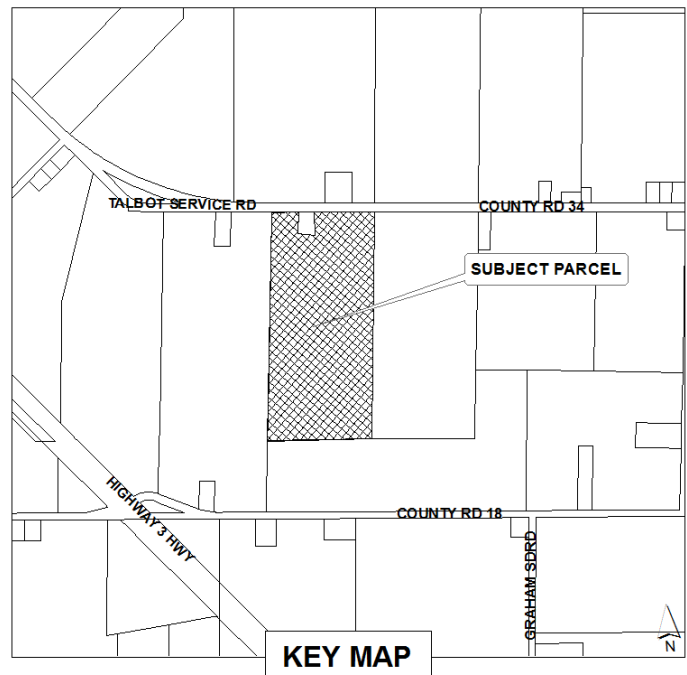 TALBOT SERVICE RD
COUNTY RD 34
SUBJECT PARCEL
HIGHWAY 3 HWY
COUNTY RD 18
GRAHAM SDRD
N
KEY MAP